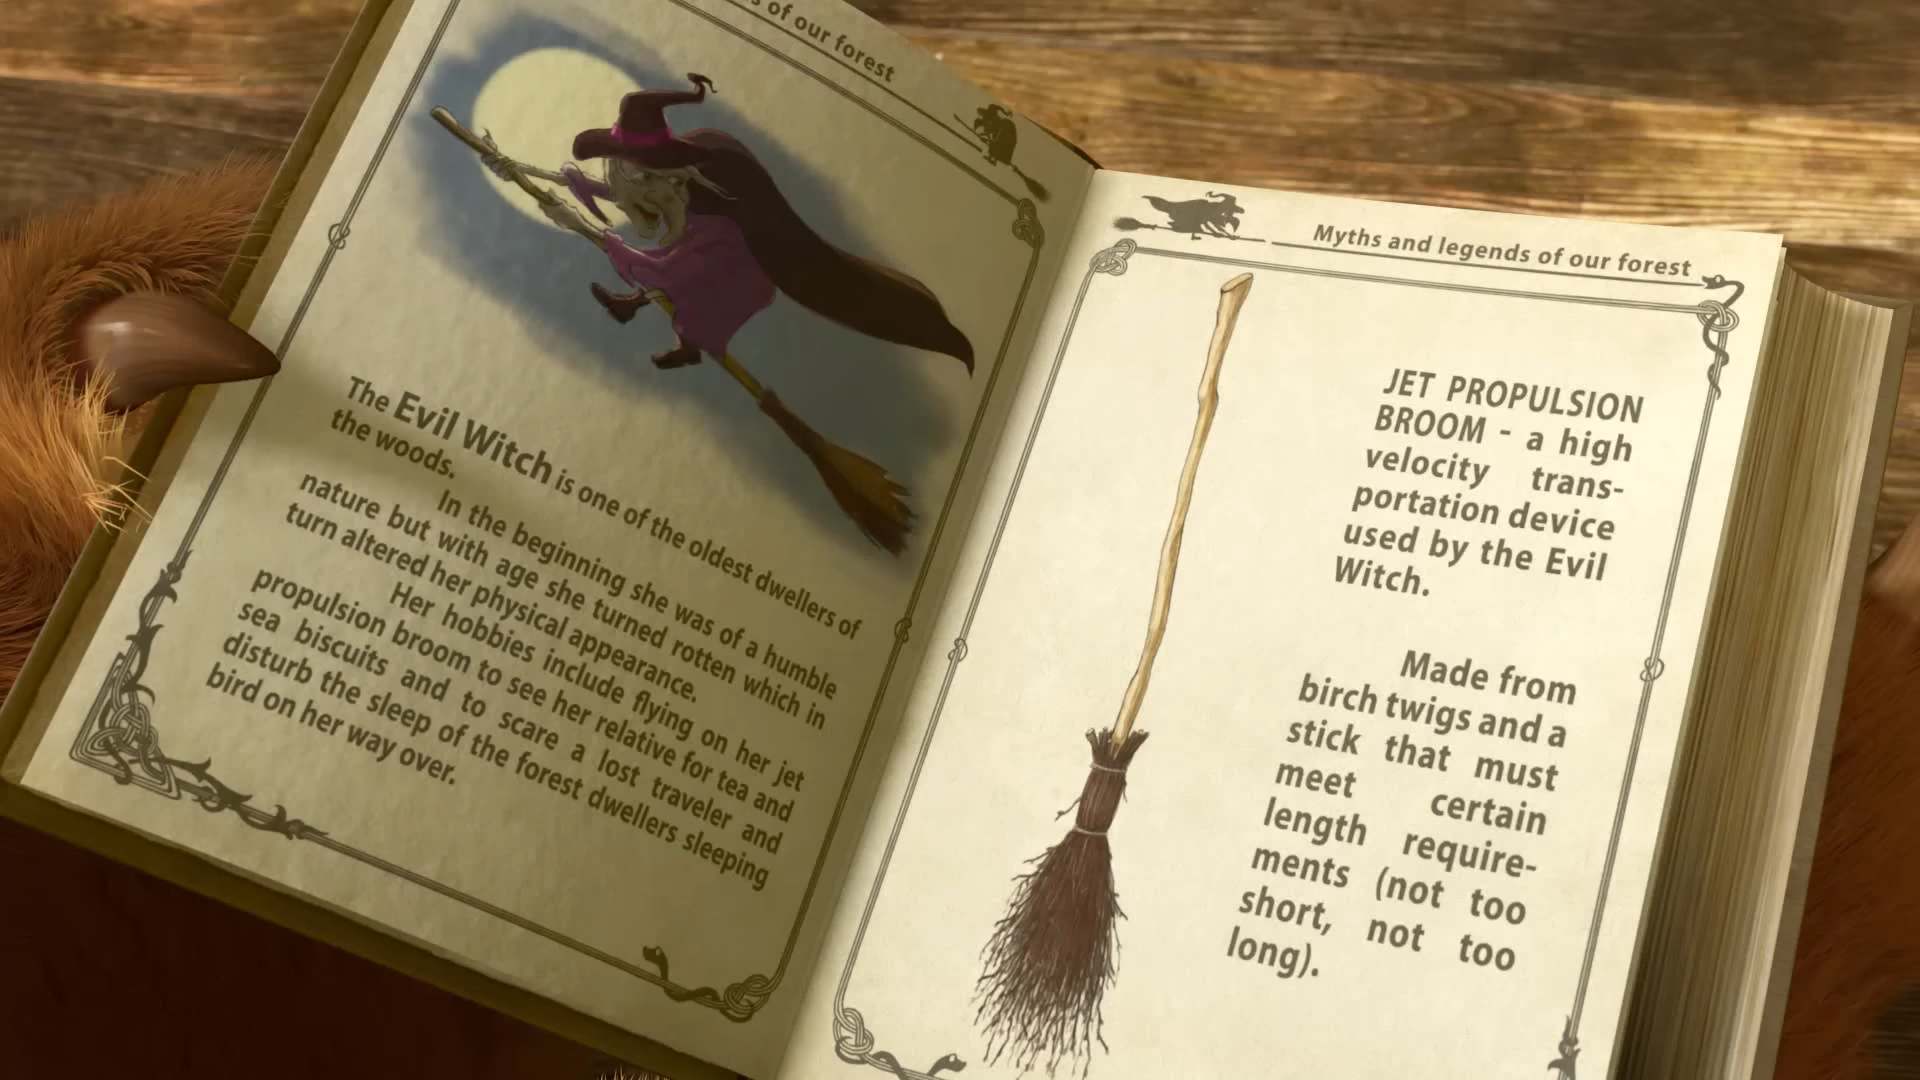 s of our forest
The Evil Witch is one of the oldest dwellers of
the woods.
In the beginning she was of a humble
nature but with age she turned rotten which in
turn altered her physical appearance.
Her hobbies include flying on her jet
propulsion broom to see her relative for tea and
sea biscuits and to scare a lost traveler and
disturb the sleep of the forest dwellers sleeping
bird on her way over.
Myths and legends of our forest
JET PROPULSION
BROOM - a high
velocity trans-
portation device
used by the Evil
Witch.
Made from
birch twigs and a
stick that must
meet certain
length require-
ments (not too
short, not too
long).